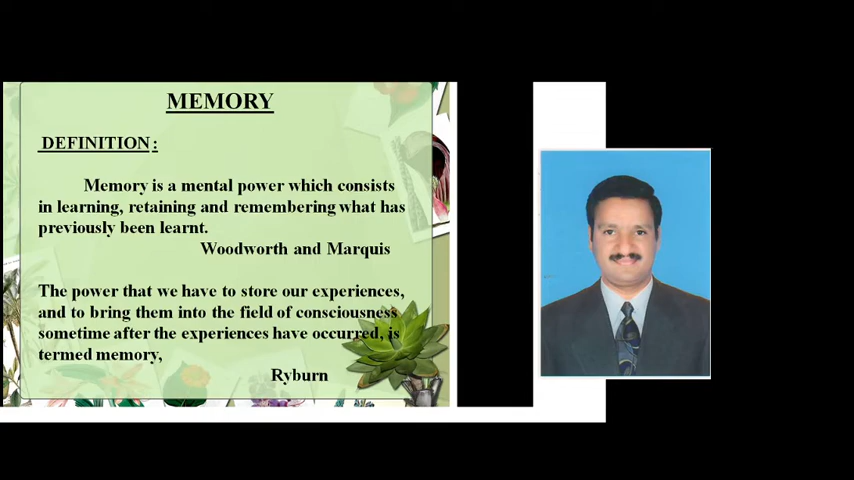 MEMORY
DEFINITION :
Memory is a mental power which consists
in learning, retaining and remembering what has
previously been learnt.
Woodworth and Marquis
The power that we have to store our experiences,
and to bring them into the field of consciousness
sometime after the experiences have occurred, is
termed memory,
Ryburn